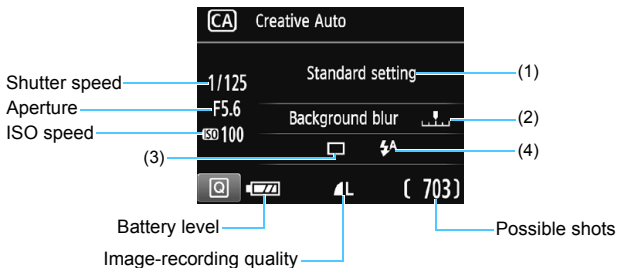 CA Creative Auto
Shutter speed 1/125 Standard setting (1)
Aperture F5.6
ISO speed ISO 100 Background blur (2)
(3) A (4)
Q L ( 703)
Battery level Possible shots
Image-recording quality